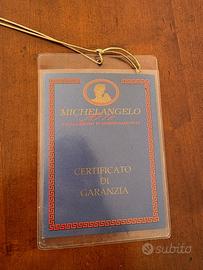 MICHELANGELO
CERTIFICATO
DI
GARANZIA
subito